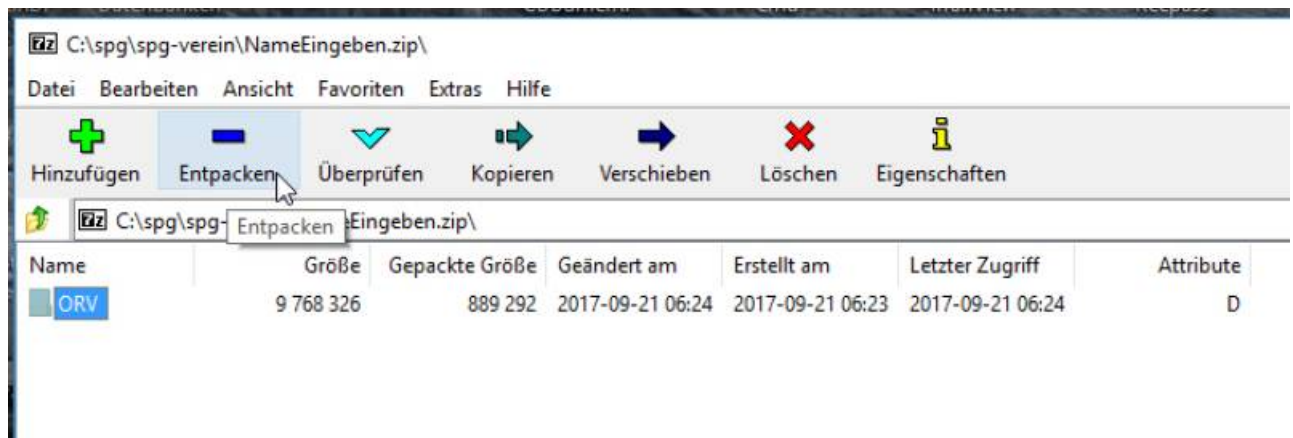 C:\spg\spg-verein\NameEingeben.zip\
Datei Bearbeiten Ansicht Favoriten Extras Hilfe
Hinzufügen Entpacken Überprüfen Kopieren Verschieben Löschen Eigenschaften
C:\spg\spg- Eingeben.zip\
Entpacken
Name Größe Gepackte Größe Geändert am Erstellt am Letzter Zugriff Attribute
ORV 9 768 326 889 292 2017-09-21 06:24 2017-09-21 06:23 2017-09-21 06:24 D